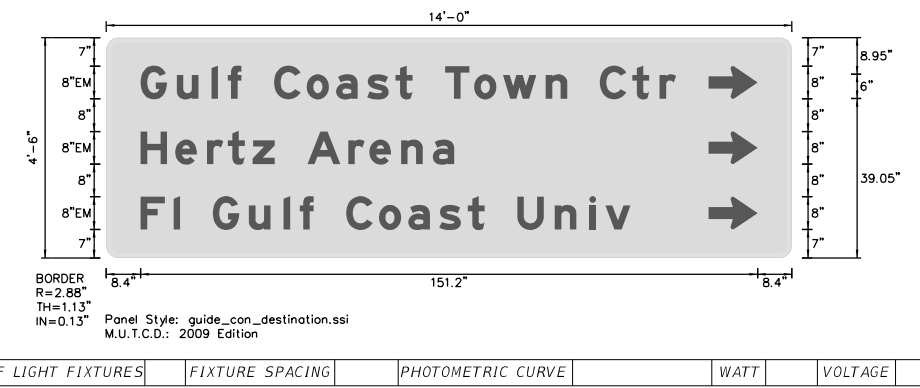 14'-0"
7" 7"
8"EM Gulf Coast Town Ctr 8" 8.95"
6"
8" 8"
4'-6" 8"EM Hertz Arena 8"
8" 8" 39.05"
8"EM Fl Gulf Coast Univ 8"
7" 7"
8.4" 151.2" 8.4"
BORDER
R=2.88"
TH=1.13"
IN=0.13"
Panel Style: guide_con_destination.ssi
M.U.T.C.D.: 2009 Edition
F LIGHT FIXTURES FIXTURE SPACING PHOTOMETRIC CURVE WATT VOLTAGE